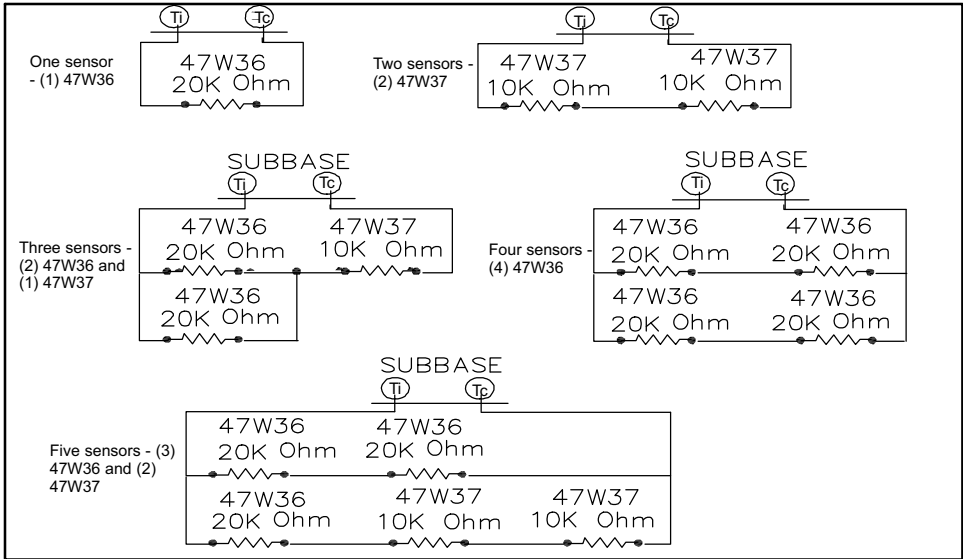 Ti Tc
One sensor
- (1) 47W36
47W36
20K Ohm
Ti Tc
Two sensors -
(2) 47W37
47W37 47W37
10K Ohm 10K Ohm
SUBBASE
Ti Tc
Three sensors -
(2) 47W36 and
(1) 47W37
47W36 47W37
20K Ohm 10K Ohm
47W36
20K Ohm
SUBBASE
Ti Tc
Four sensors -
(4) 47W36
47W36 47W36
20K Ohm 20K Ohm
47W36 47W36
20K Ohm 20K Ohm
SUBBASE
Ti Tc
Five sensors - (3)
47W36 and (2)
47W37
47W36 47W36
20K Ohm 20K Ohm
47W36 47W37 47W37
20K Ohm 10K Ohm 10K Ohm